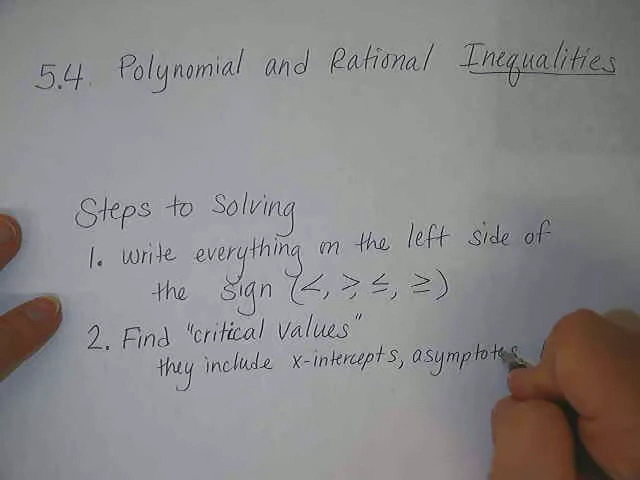 5.4. Polynomial and Rational Inequalities
Steps to Solving
1. Write everything on the left side of
the sign (<, >, ≤, ≥)
2. Find "critical values"
they include x-intercepts, asymptotes